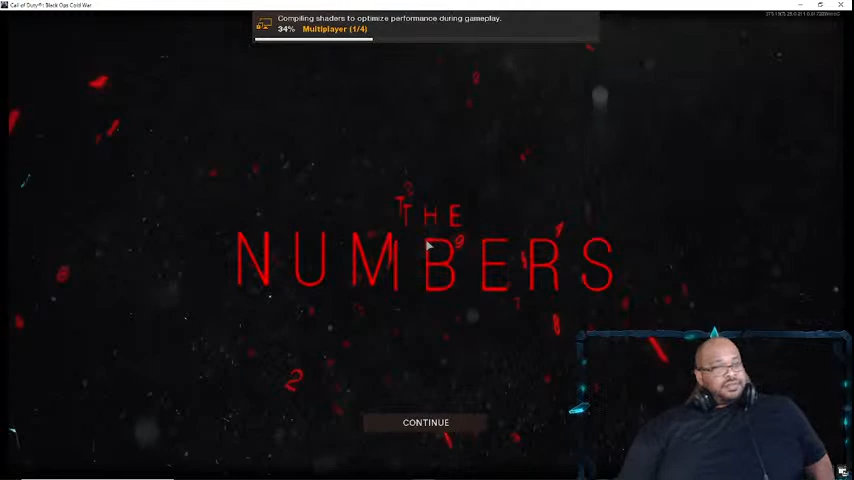 Call of Duty®: Black Ops Cold War
Compiling shaders to optimize performance during gameplay.
34% Multiplayer (1/4)
THE
NUMBERS
2
CONTINUE